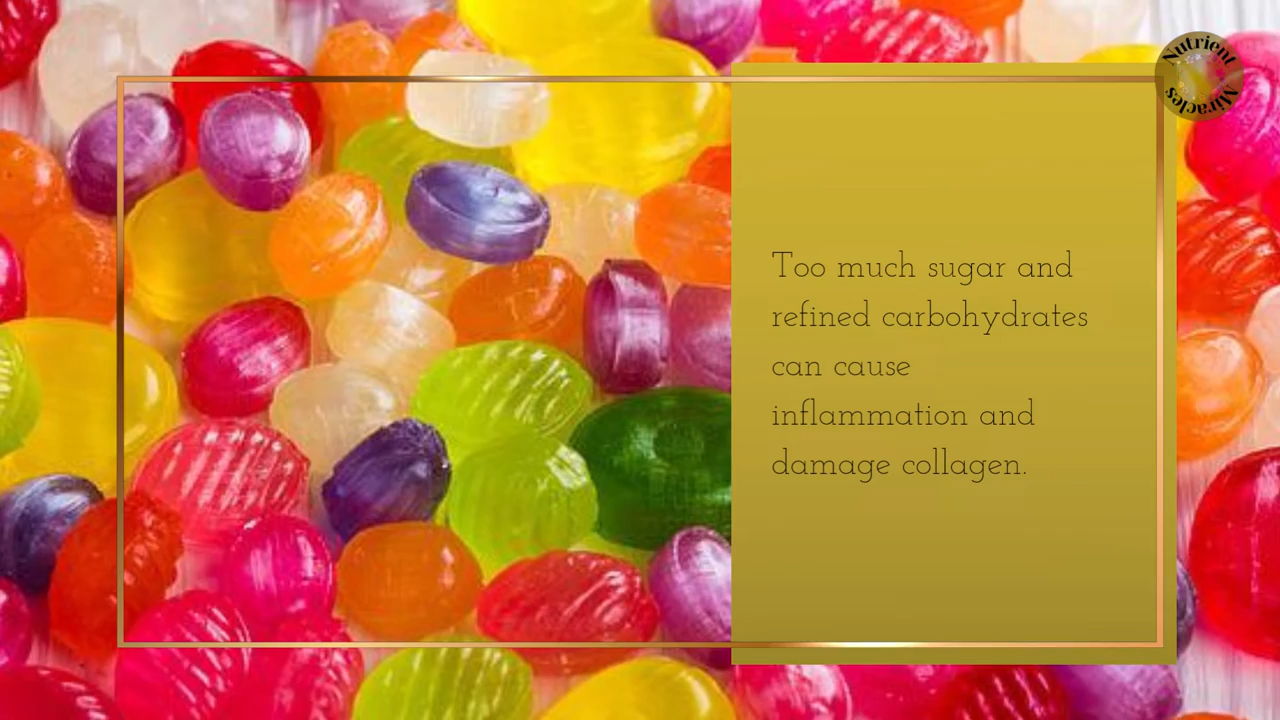 Nutrient
Miracles
Too much sugar and
refined carbohydrates
can cause
inflammation and
damage collagen.